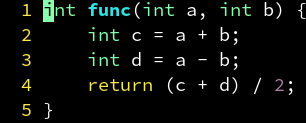 1 int func(int a, int b) {
2     int c = a + b;
3     int d = a - b;
4     return (c + d) / 2;
5 }